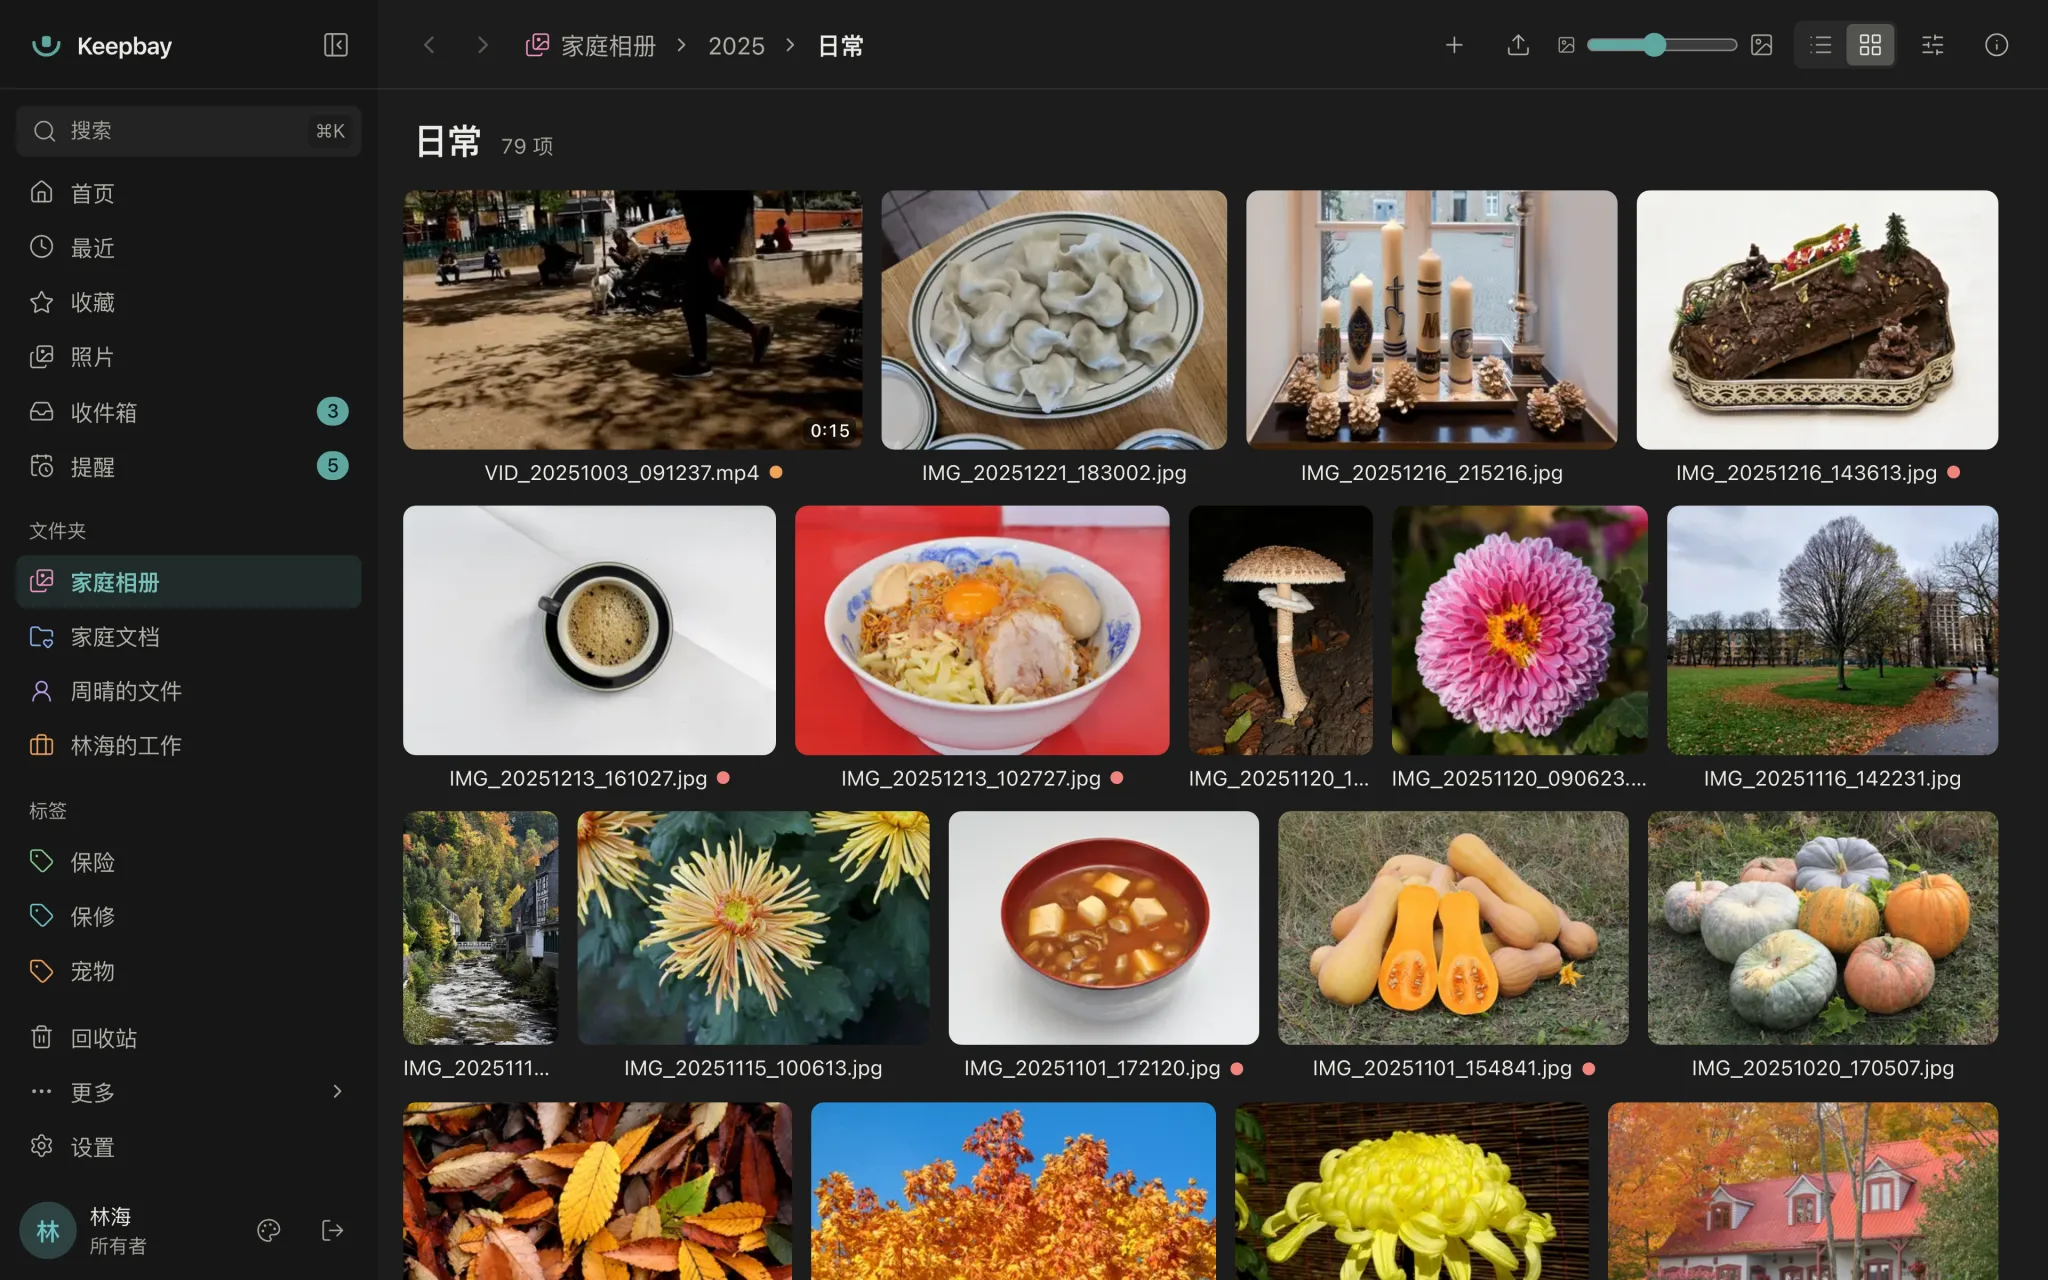 Keepbay
家庭相册 2025 日常
搜索 ⌘K
首页
最近
收藏
照片
收件箱 3
提醒 5
文件夹
家庭相册
家庭文档
周晴的文件
林海的工作
标签
保险
保修
宠物
回收站
更多
设置
林 林海
所有者
日常 79 项
0:15
VID_20251003_091237.mp4
IMG_20251221_183002.jpg
IMG_20251216_215216.jpg
IMG_20251216_143613.jpg
IMG_20251213_161027.jpg
IMG_20251213_102727.jpg
IMG_20251120_1...
IMG_20251120_090623....
IMG_20251116_142231.jpg
IMG_2025111...
IMG_20251115_100613.jpg
IMG_20251101_172120.jpg
IMG_20251101_154841.jpg
IMG_20251020_170507.jpg